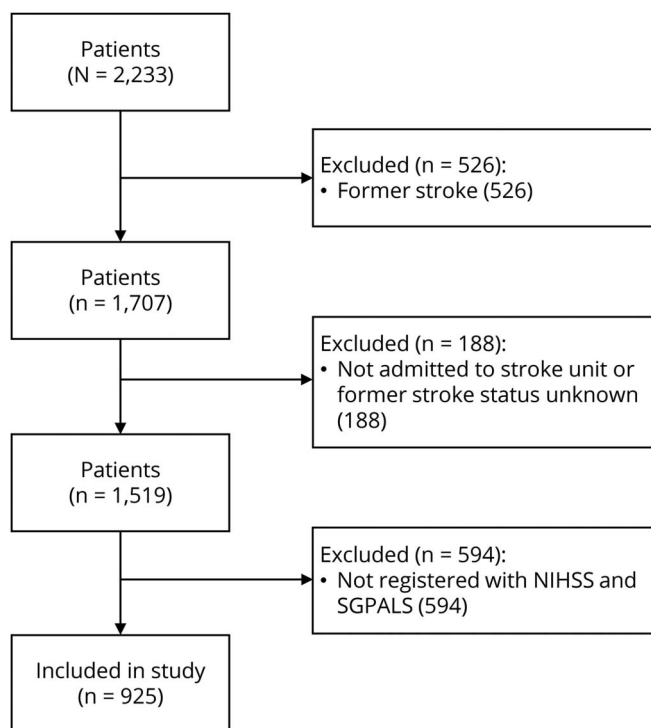 Patients
(N = 2,233)
Excluded (n = 526):
• Former stroke (526)
Patients
(n = 1,707)
Excluded (n = 188):
• Not admitted to stroke unit or
former stroke status unknown
(188)
Patients
(n = 1,519)
Excluded (n = 594):
• Not registered with NIHSS and
SGPALS (594)
Included in study
(n = 925)